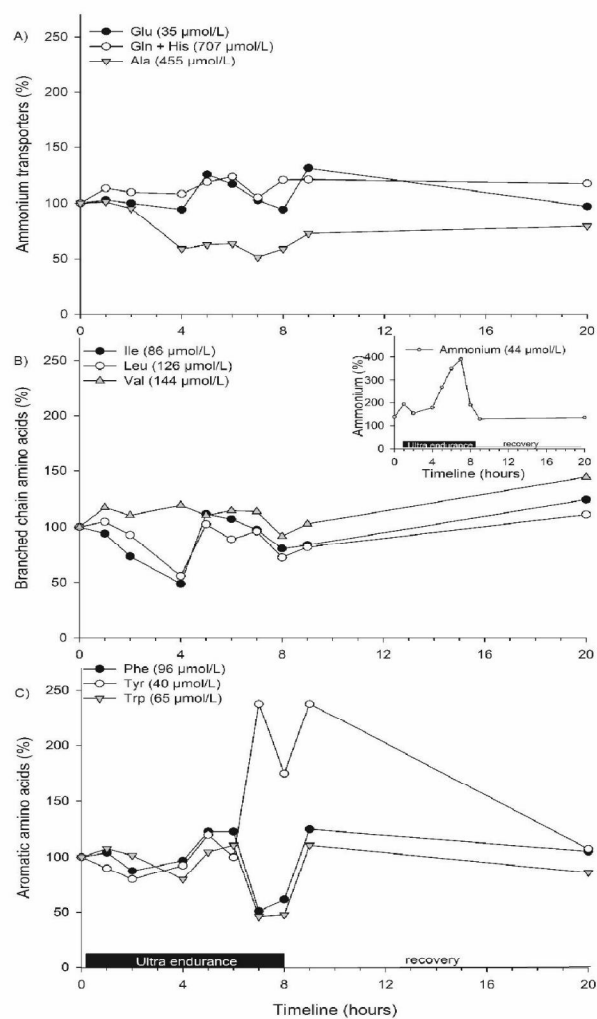 A)
Glu (35 µmol/L)
Gln + His (707 µmol/L)
Ala (455 µmol/L)
Ammonium transporters (%)
250
200
150
100
50
0
0 4 8 12 16 20
B)
Ile (86 µmol/L)
Leu (126 µmol/L)
Val (144 µmol/L)
Branched chain amino acids (%)
250
200
150
100
50
0
0 4 8 12 16 20
Ammonium (44 µmol/L)
Ammonium (%)
400
300
200
100
0
Ultra endurance
recovery
0 4 8 12 16 20
Timeline (hours)
C)
Phe (96 µmol/L)
Tyr (40 µmol/L)
Trp (65 µmol/L)
Aromatic amino acids (%)
250
200
150
100
50
0
Ultra endurance
recovery
0 4 8 12 16 20
Timeline (hours)